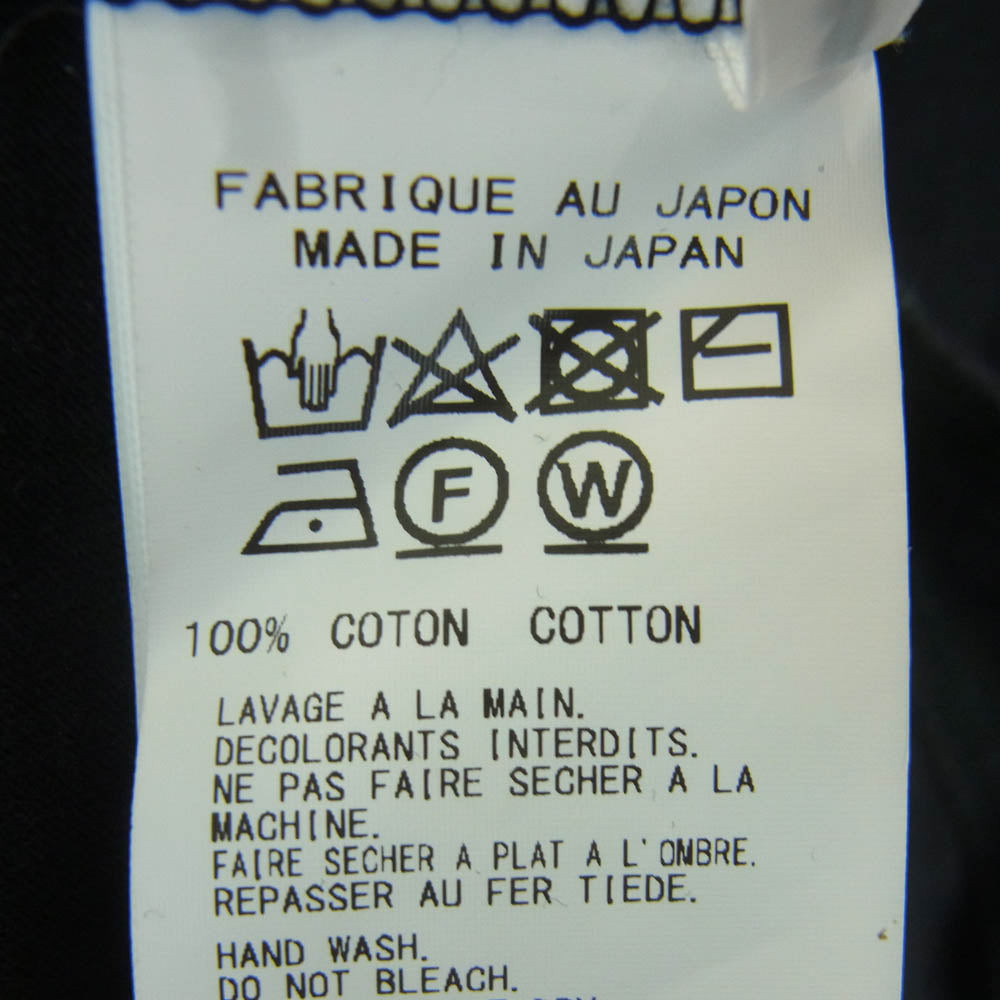 FABRIQUE AU JAPON
MADE IN JAPAN
F W
100% COTON COTTON
LAVAGE A LA MAIN.
DECOLORANTS INTERDITS.
NE PAS FAIRE SECHER A LA
MACHINE.
FAIRE SECHER A PLAT A L'OMBRE.
REPASSER AU FER TIEDE.
HAND WASH.
DO NOT BLEACH.